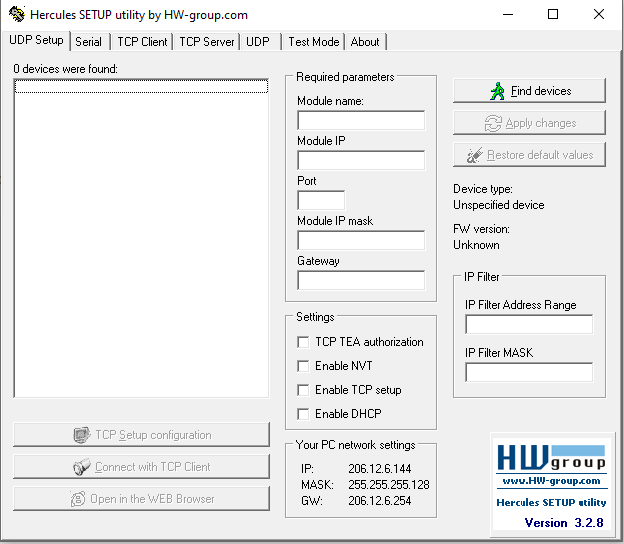 Hercules SETUP utility by HW-group.com
UDP Setup Serial TCP Client TCP Server UDP Test Mode About
0 devices were found:
TCP Setup configuration
Connect with TCP Client
Open in the WEB Browser
Required parameters
Module name:
Module IP
Port
Module IP mask
Gateway
Settings
TCP TEA authorization
Enable NVT
Enable TCP setup
Enable DHCP
Your PC network settings
IP: 206.12.6.144
MASK: 255.255.255.128
GW: 206.12.6.254
Find devices
Apply changes
Restore default values
Device type:
Unspecified device
FW version:
Unknown
IP Filter
IP Filter Address Range
IP Filter MASK
HWgroup
www.HW-group.com
Hercules SETUP utility
Version 3.2.8